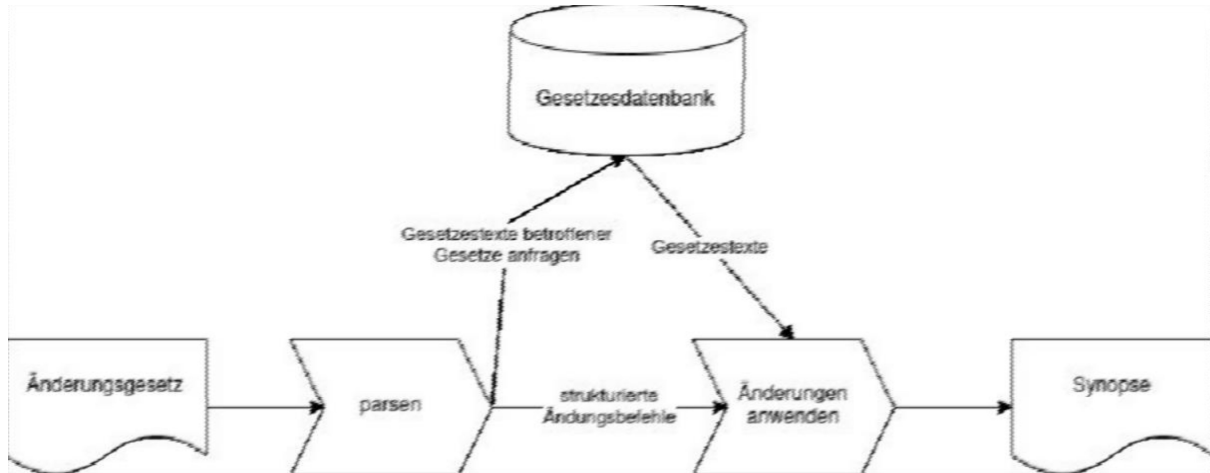 Gesetzesdatenbank
Gesetzestexte betroffener
Gesetze anfragen
Gesetzestexte
Änderungsgesetz
parsen
strukturierte
Ändungsbefehle
Änderungen
anwenden
Synopse